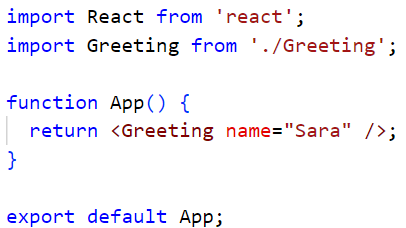 import React from 'react';
import Greeting from './Greeting';

function App() {
  return <Greeting name="Sara" />;
}

export default App;